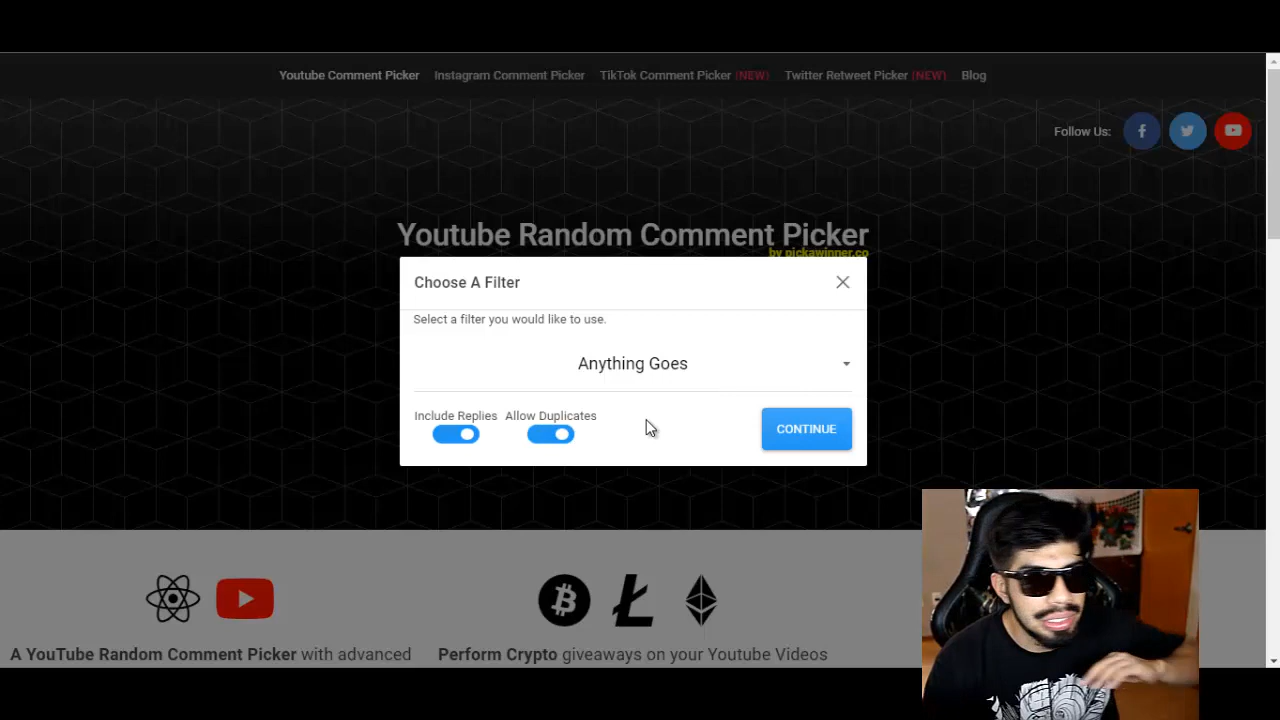 Youtube Comment Picker Instagram Comment Picker TikTok Comment Picker (NEW) Twitter Retweet Picker (NEW) Blog
Follow Us:
Youtube Random Comment Picker
by pickawinner.co
Choose A Filter
Select a filter you would like to use.
Anything Goes
Include Replies Allow Duplicates
CONTINUE
A YouTube Random Comment Picker with advanced
Perform Crypto giveaways on your Youtube Videos